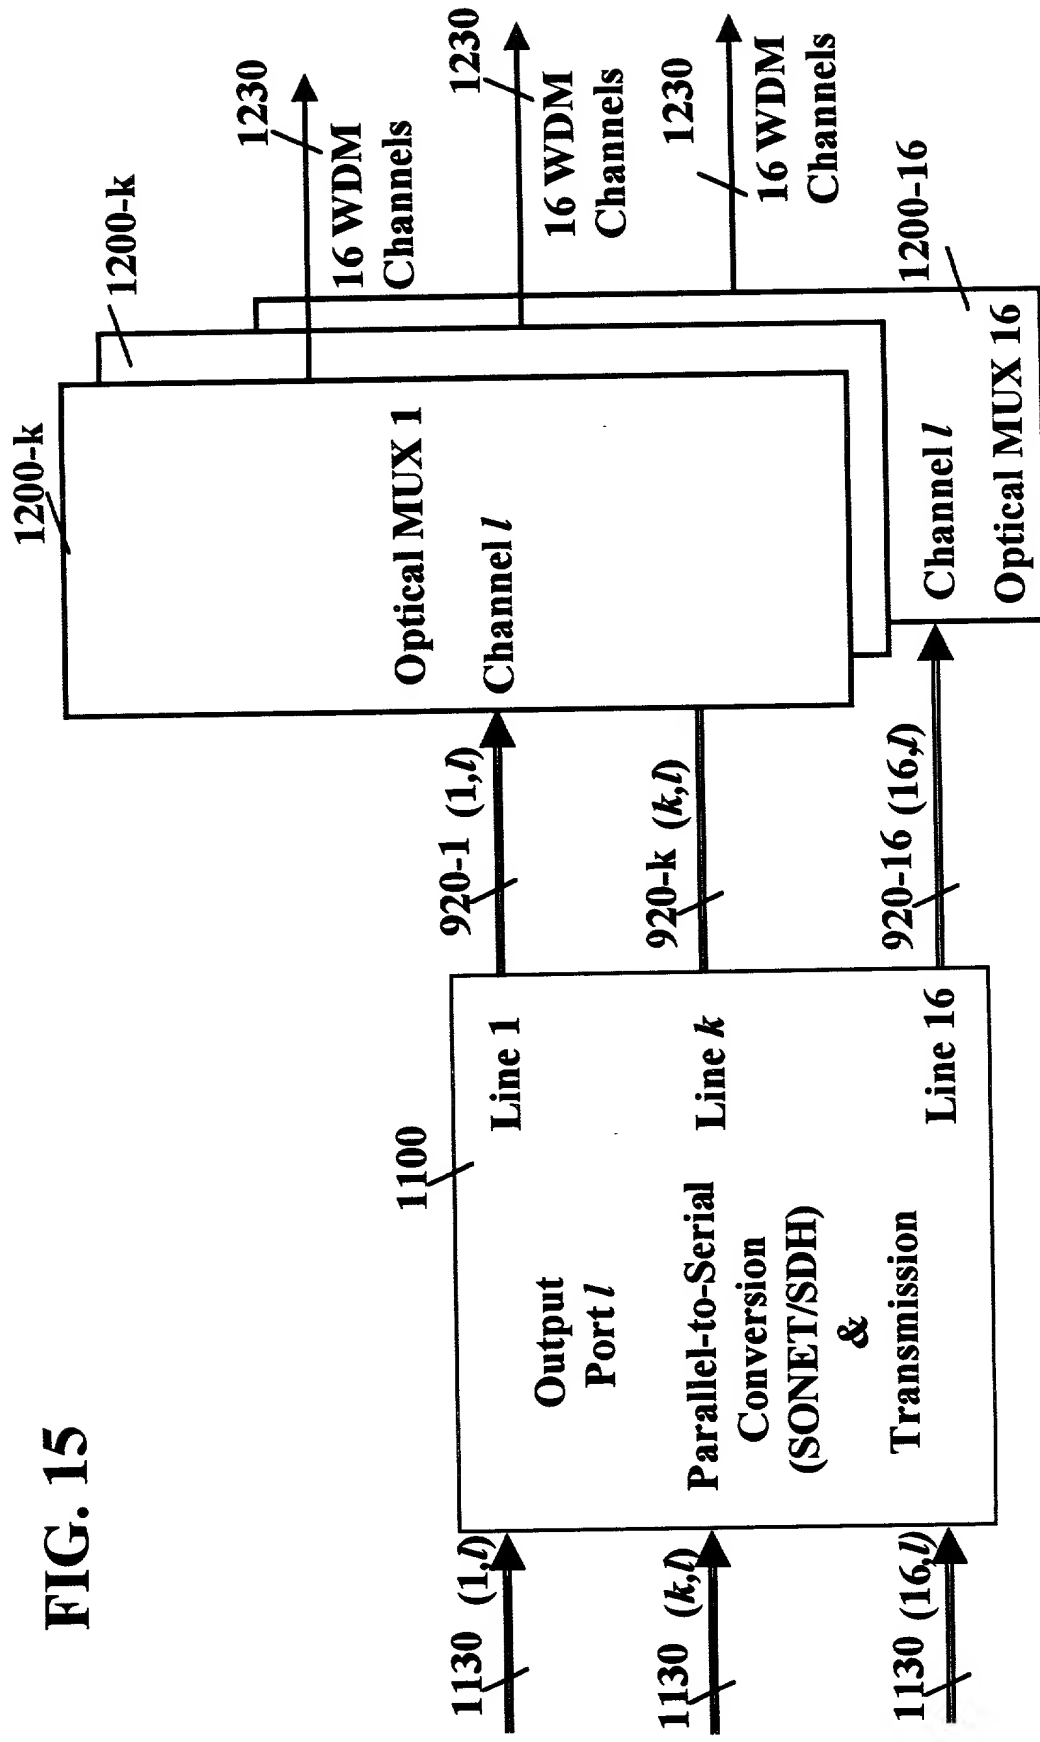 FIG. 15
1130 (1,l)
1130 (k,l)
1130 (16,l)
1100
Output
Port l
Parallel-to-Serial
Conversion
(SONET/SDH)
&
Transmission
Line 1
Line k
Line 16
920-1 (1,l)
920-k (k,l)
920-16 (16,l)
1200-k
Optical MUX 1
Channel l
1200-k
1200-16
Channel l
Optical MUX 16
1230
16 WDM
Channels
1230
16 WDM
Channels
1230
16 WDM
Channels